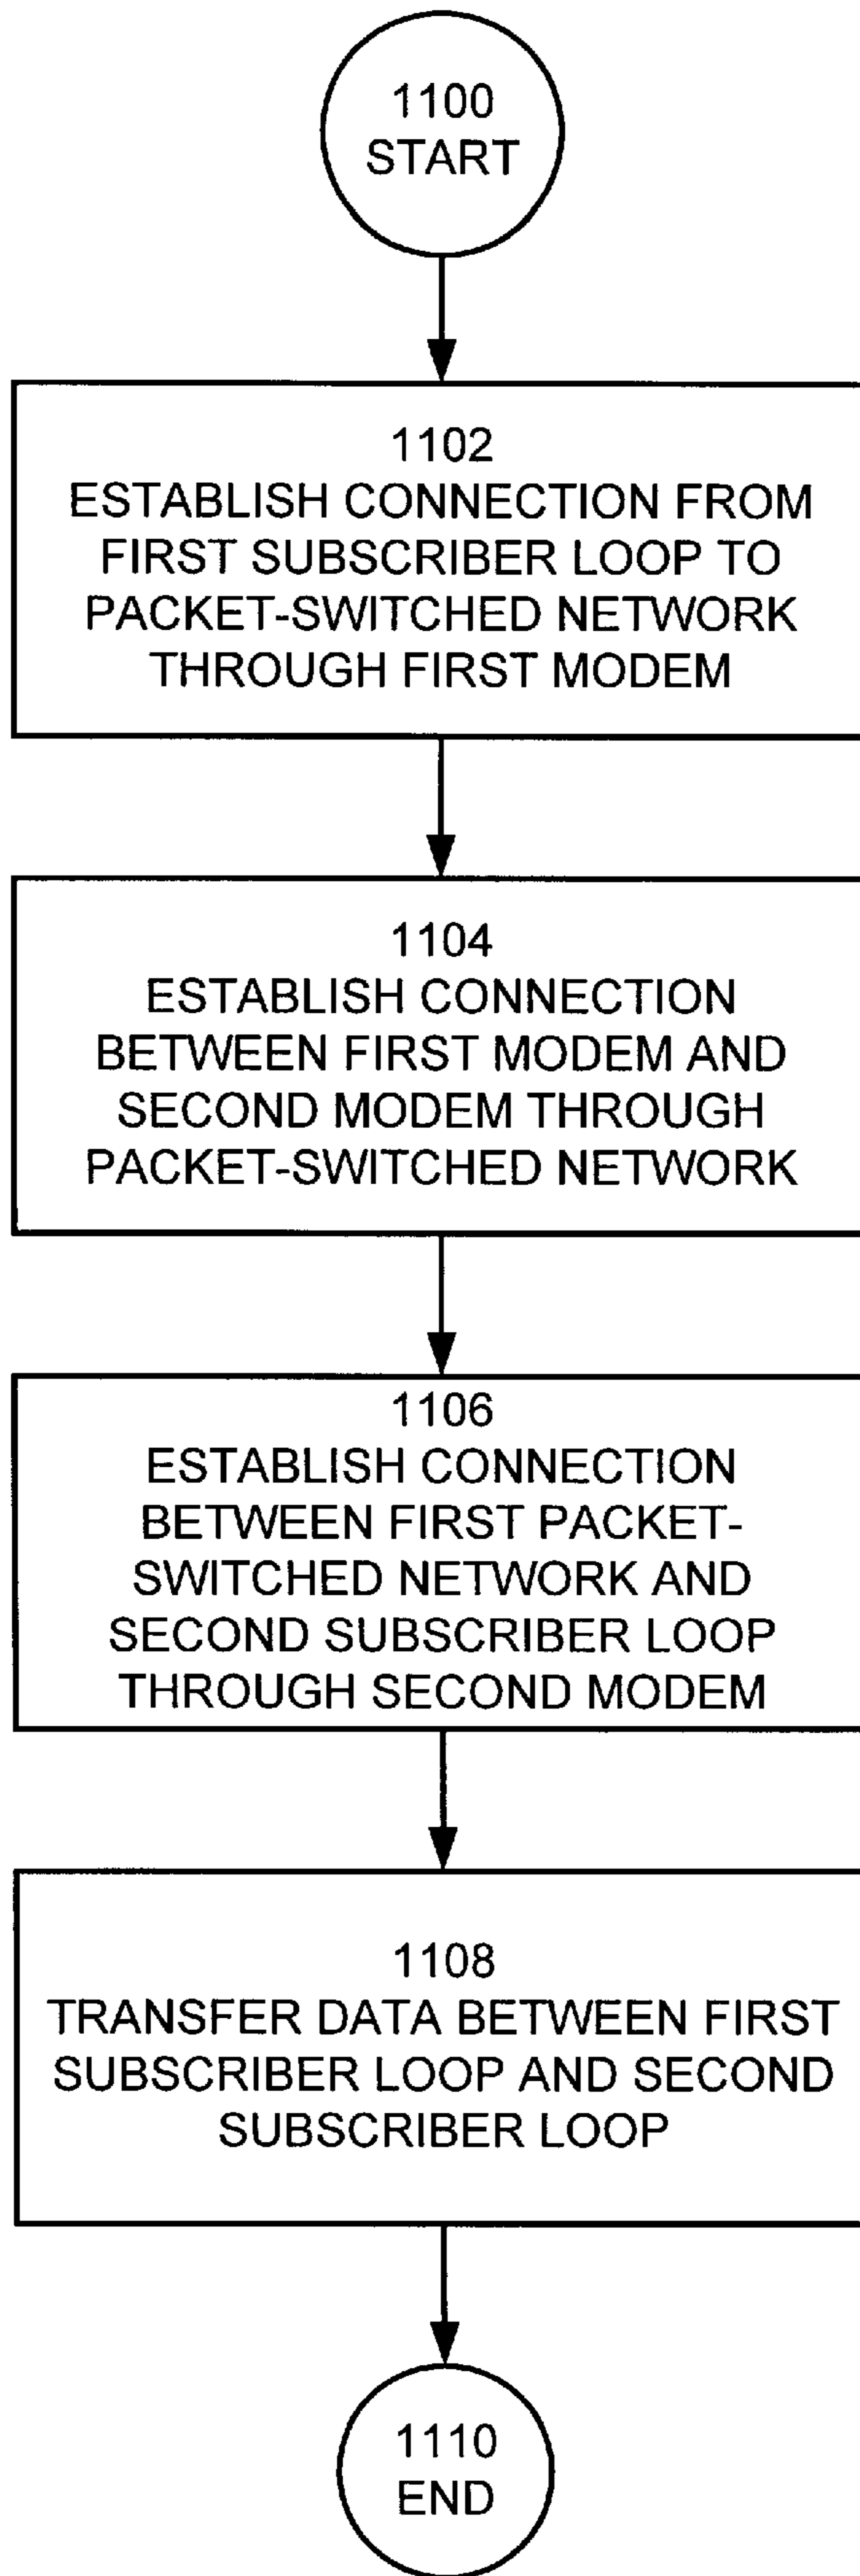 1100
START
1102
ESTABLISH CONNECTION FROM
FIRST SUBSCRIBER LOOP TO
PACKET-SWITCHED NETWORK
THROUGH FIRST MODEM
1104
ESTABLISH CONNECTION
BETWEEN FIRST MODEM AND
SECOND MODEM THROUGH
PACKET-SWITCHED NETWORK
1106
ESTABLISH CONNECTION
BETWEEN FIRST PACKET-
SWITCHED NETWORK AND
SECOND SUBSCRIBER LOOP
THROUGH SECOND MODEM
1108
TRANSFER DATA BETWEEN FIRST
SUBSCRIBER LOOP AND SECOND
SUBSCRIBER LOOP
1110
END